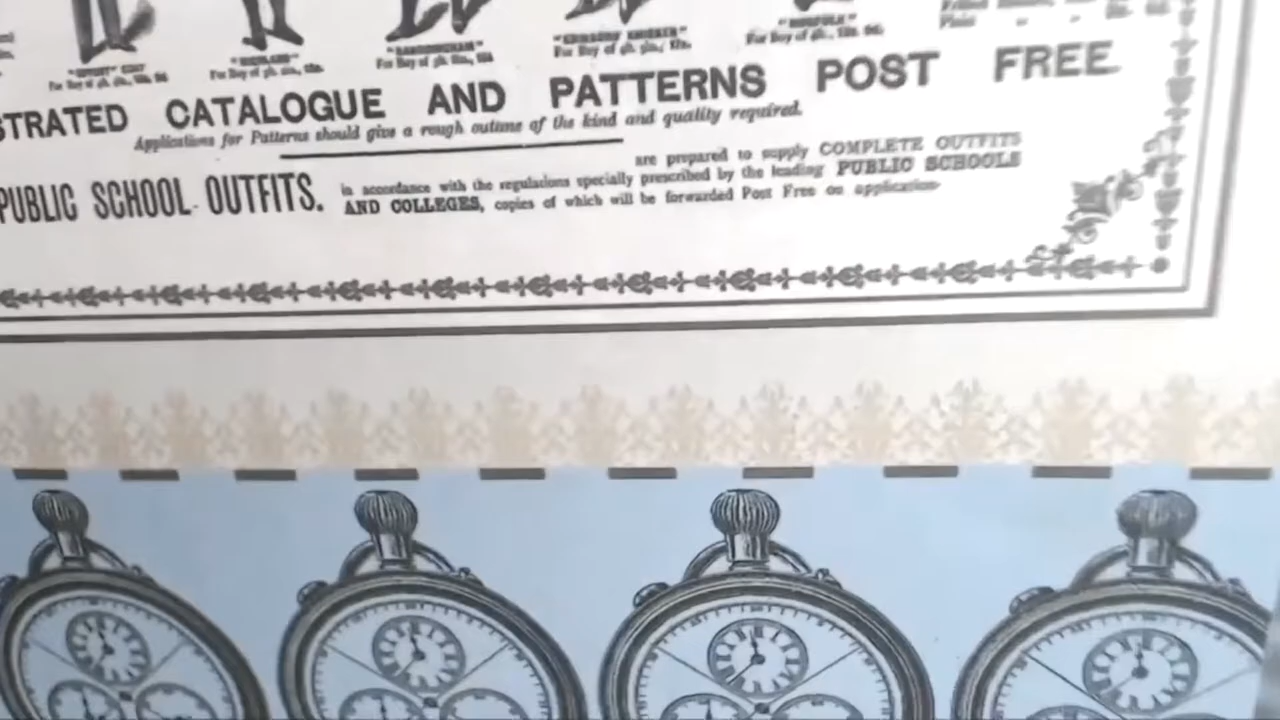 "SANDRINGHAM"
"NORFOLK"
STRATED CATALOGUE AND PATTERNS POST FREE
Applications for Patterns should give a rough outline of the kind and quality required.
PUBLIC SCHOOL OUTFITS.
are prepared to supply COMPLETE OUTFITS
in accordance with the regulations specially prescribed by the leading PUBLIC SCHOOLS
AND COLLEGES, copies of which will be forwarded Post Free on application